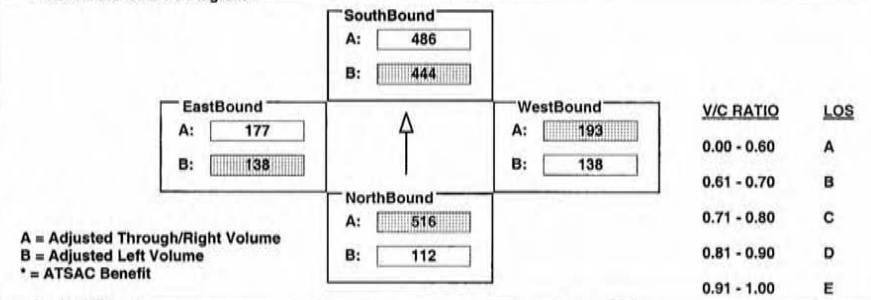 SouthBound
A: 486
B: 444
EastBound
A: 177
B: 138
WestBound
A: 193
B: 138
NorthBound
A: 516
B: 112
A = Adjusted Through/Right Volume
B = Adjusted Left Volume
* = ATSAC Benefit
V/C RATIO LOS
0.00 - 0.60 A
0.61 - 0.70 B
0.71 - 0.80 C
0.81 - 0.90 D
0.91 - 1.00 E